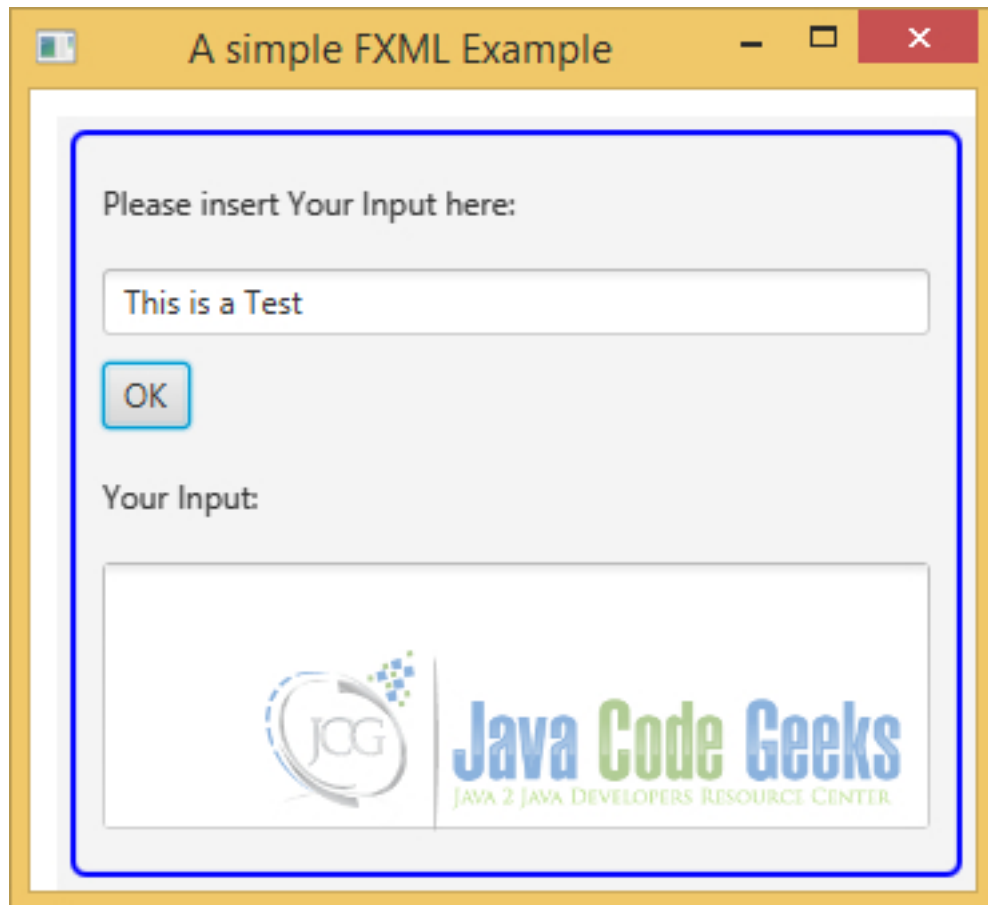 A simple FXML Example
Please insert Your Input here:
This is a Test
OK
Your Input:
JCG
Java Code Geeks
JAVA 2 JAVA DEVELOPERS RESOURCE CENTER